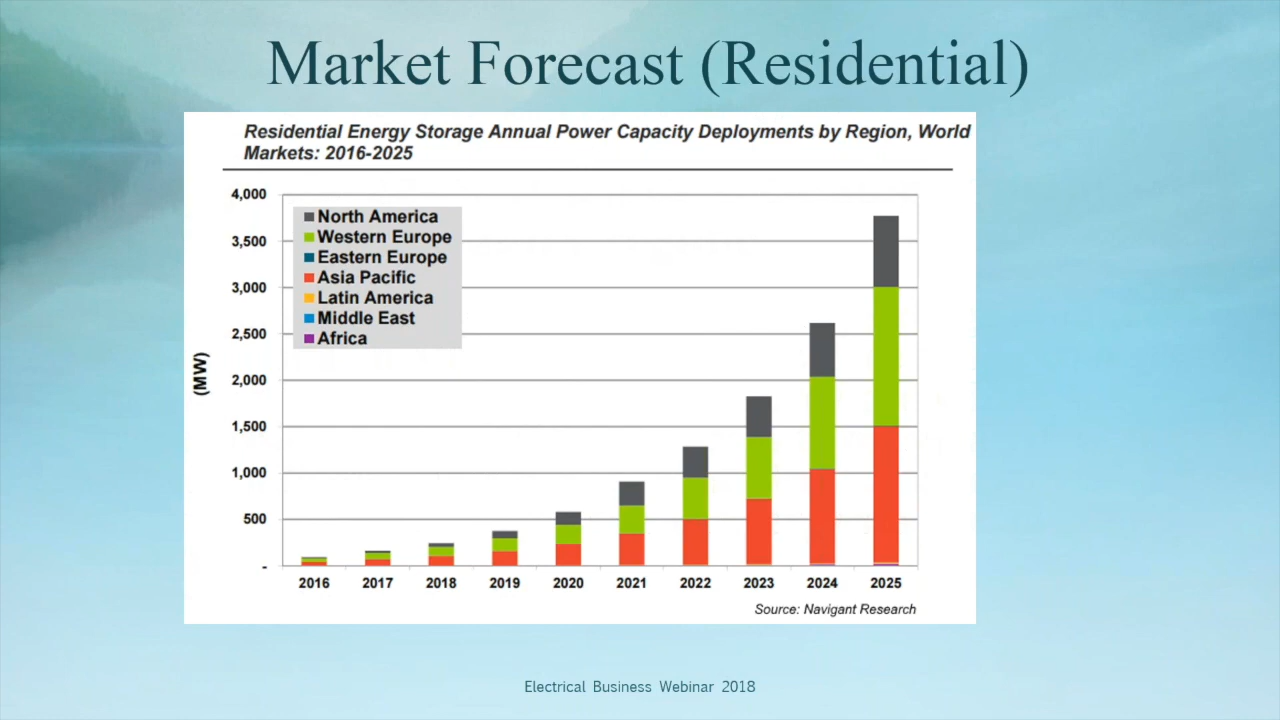 Market Forecast (Residential)
Residential Energy Storage Annual Power Capacity Deployments by Region, World
Markets: 2016-2025
4,000
3,500
3,000
2,500
2,000
1,500
1,000
500
-
(MW)
North America
Western Europe
Eastern Europe
Asia Pacific
Latin America
Middle East
Africa
2016 2017 2018 2019 2020 2021 2022 2023 2024 2025
Source: Navigant Research
Electrical Business Webinar 2018